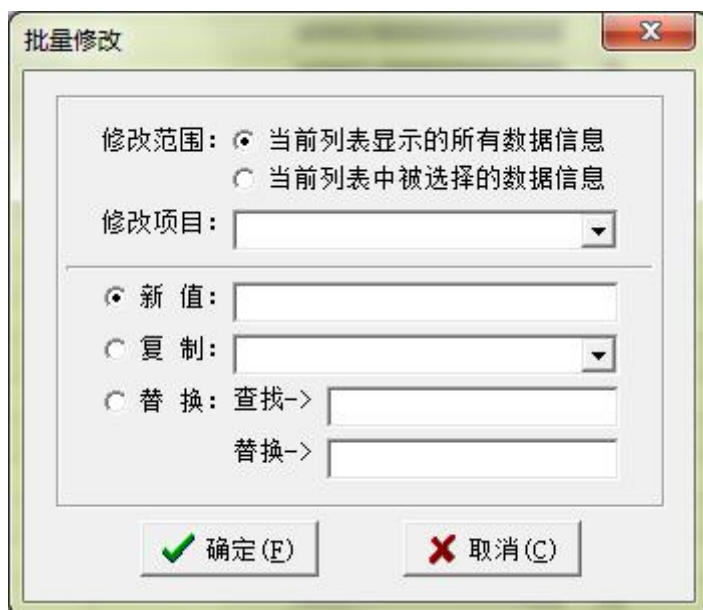 批量修改
修改范围: 当前列表显示的所有数据信息
当前列表中被选择的数据信息
修改项目:
新 值:
复 制:
替 换: 查找->
替换->
确定(F) 取消(C)